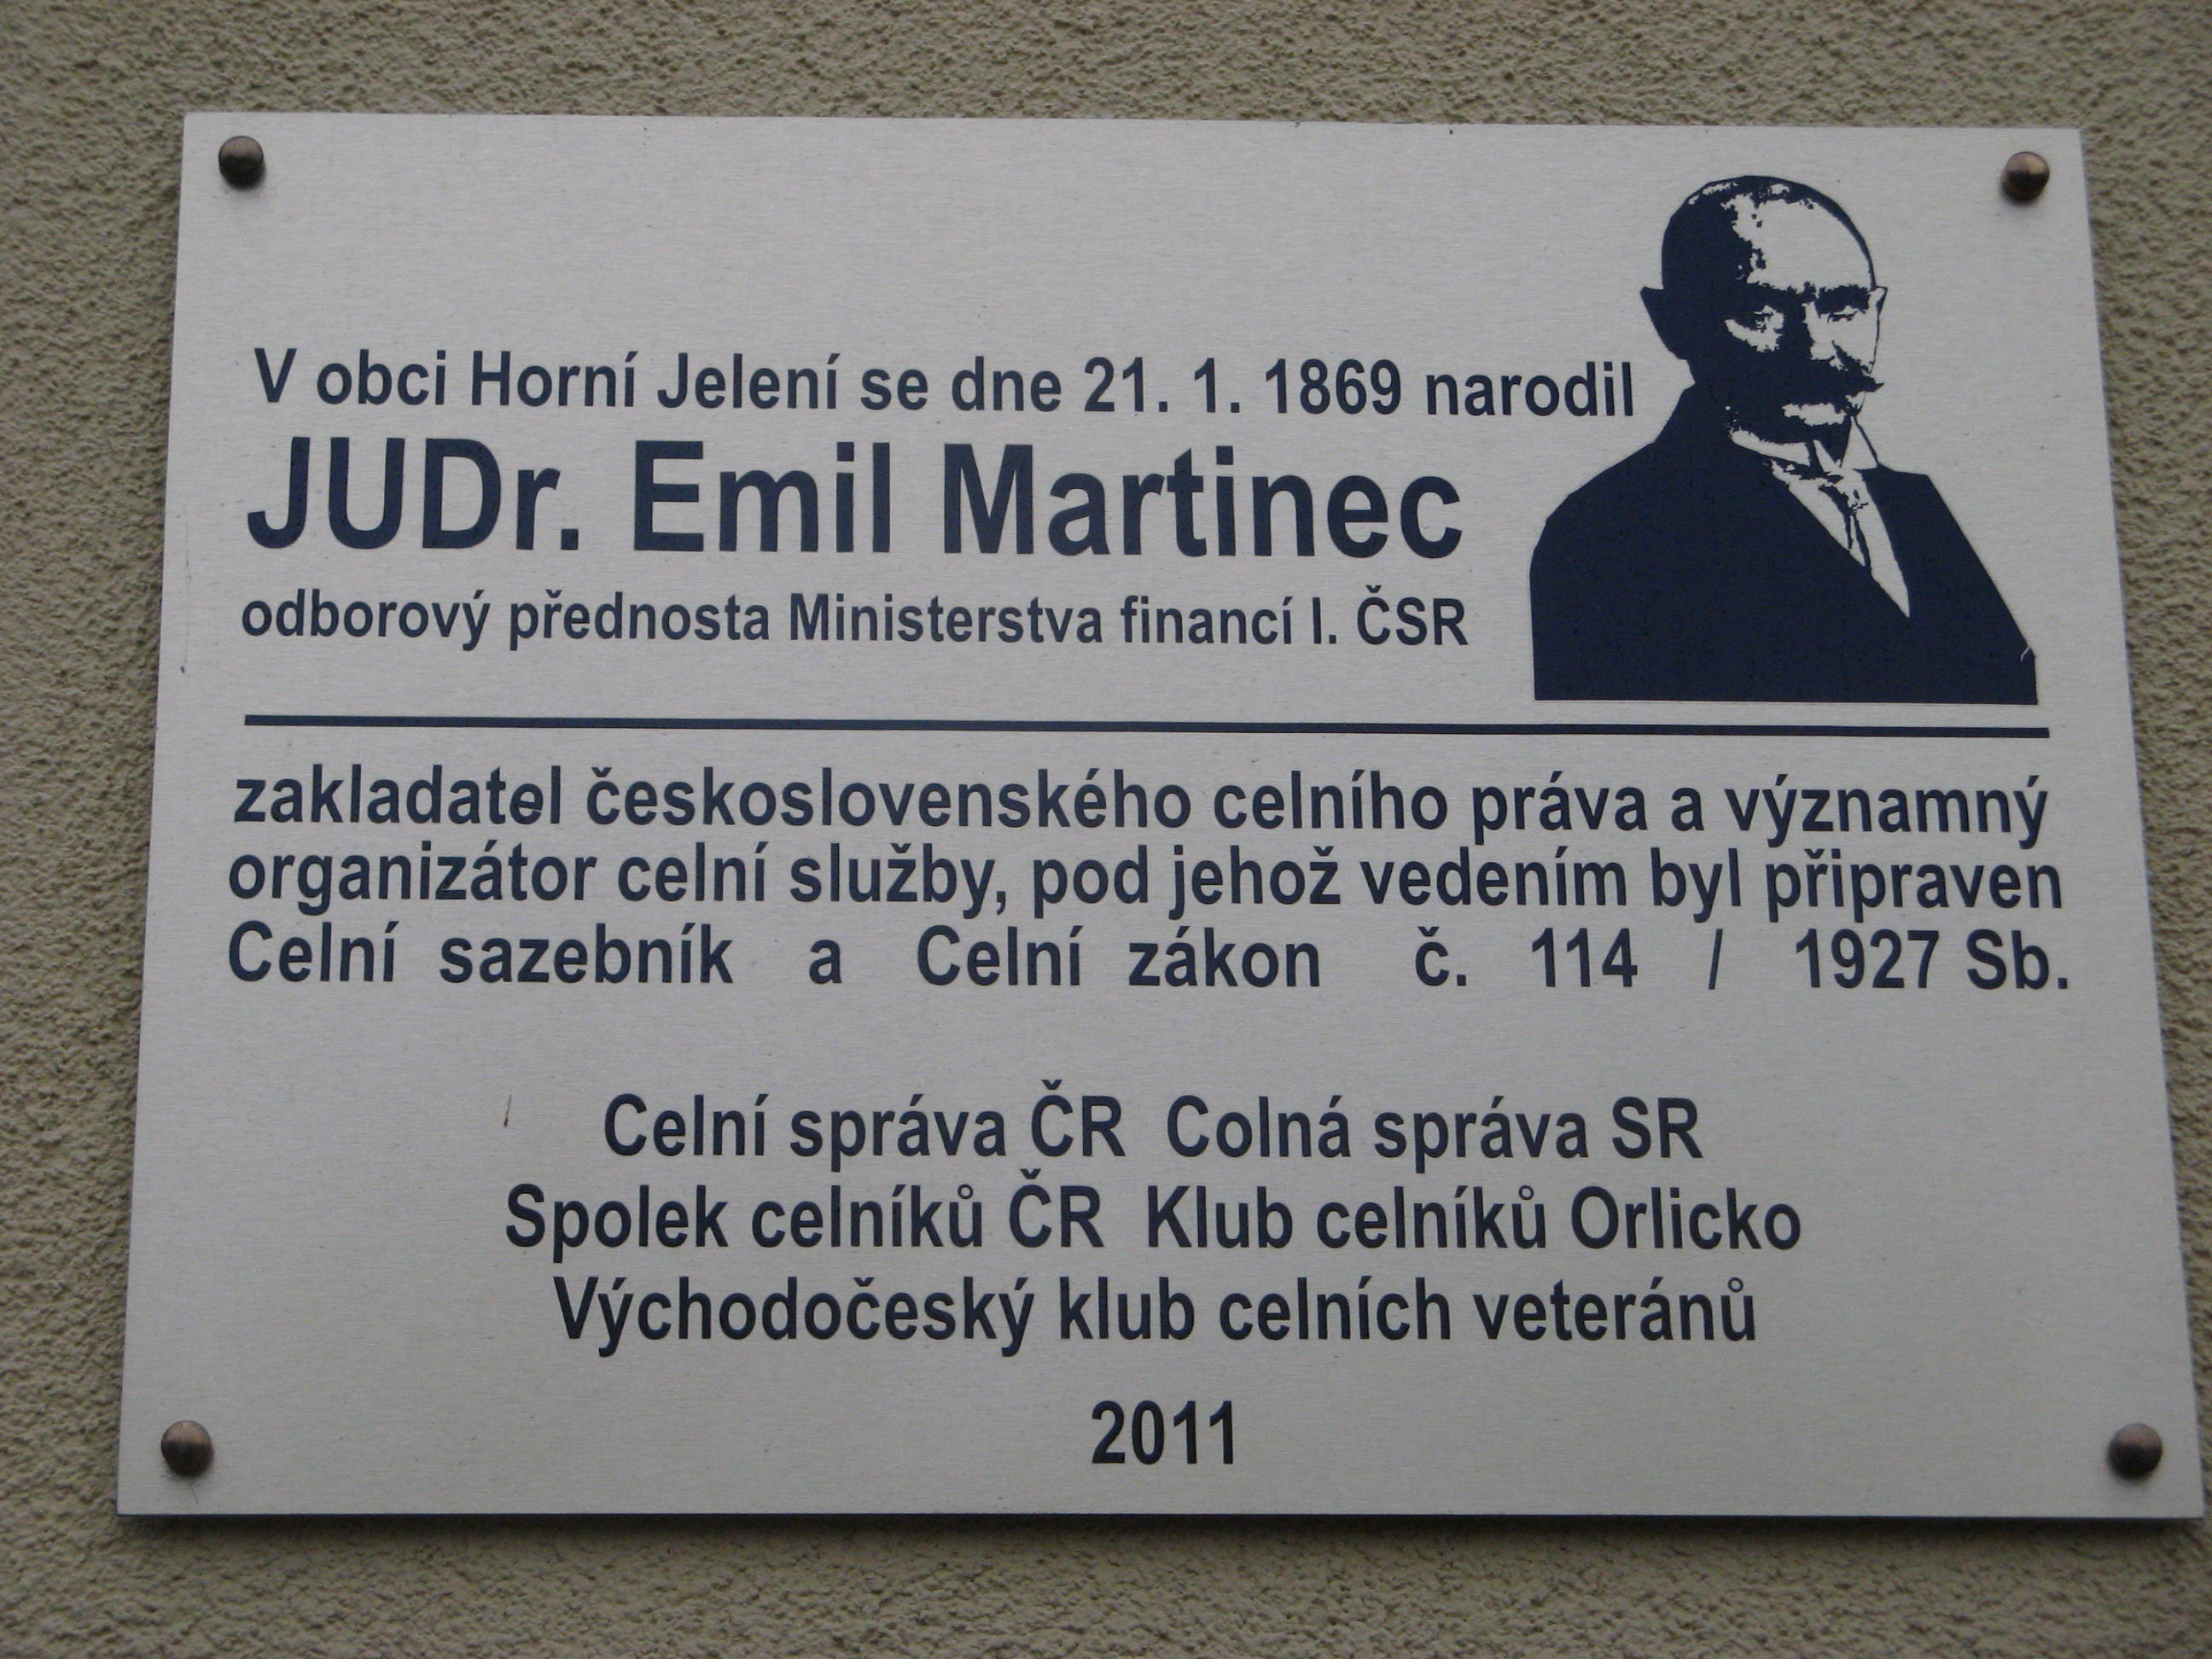 V obci Horní Jelení se dne 21. 1. 1869 narodil
JUDr. Emil Martinec
odborový přednosta Ministerstva financí I. ČSR
zakladatel československého celního práva a významný
organizátor celní služby, pod jehož vedením byl připraven
Celní sazebník a Celní zákon č. 114 / 1927 Sb.
Celní správa ČR Colná správa SR
Spolek celníků ČR Klub celníků Orlicko
Východočeský klub celních veteránů
2011